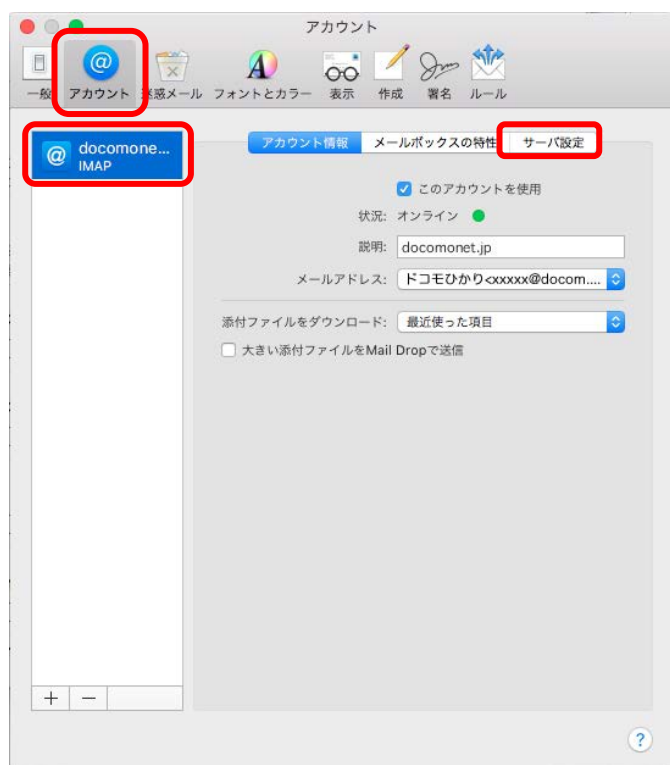 アカウント
一般 アカウント 迷惑メール フォントとカラー 表示 作成 署名 ルール
docomone...
IMAP
アカウント情報 メールボックスの特性 サーバ設定
このアカウントを使用
状況: オンライン
説明: docomonet.jp
メールアドレス: ドコモひかり<xxxxx@docom....
添付ファイルをダウンロード: 最近使った項目
大きい添付ファイルをMail Dropで送信
+ −
?